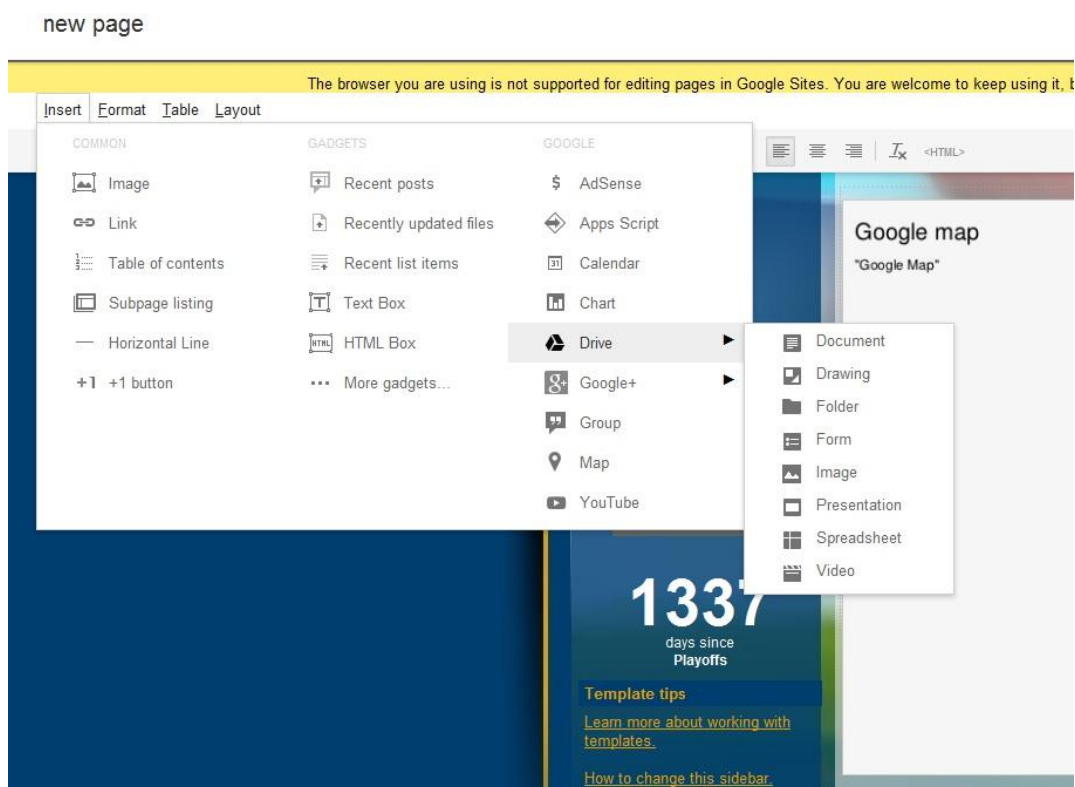 new page
The browser you are using is not supported for editing pages in Google Sites. You are welcome to keep using it,
Insert Format Table Layout
COMMON
Image
Link
Table of contents
Subpage listing
Horizontal Line
+1 +1 button
GADGETS
Recent posts
Recently updated files
Recent list items
Text Box
HTML HTML Box
More gadgets...
GOOGLE
$ AdSense
Apps Script
31 Calendar
Chart
Drive
g+ Google+
Group
Map
YouTube
Document
Drawing
Folder
Form
Image
Presentation
Spreadsheet
Video
<HTML>
Google map
"Google Map"
1337
days since
Playoffs
Template tips
Learn more about working with
templates.
How to change this sidebar.